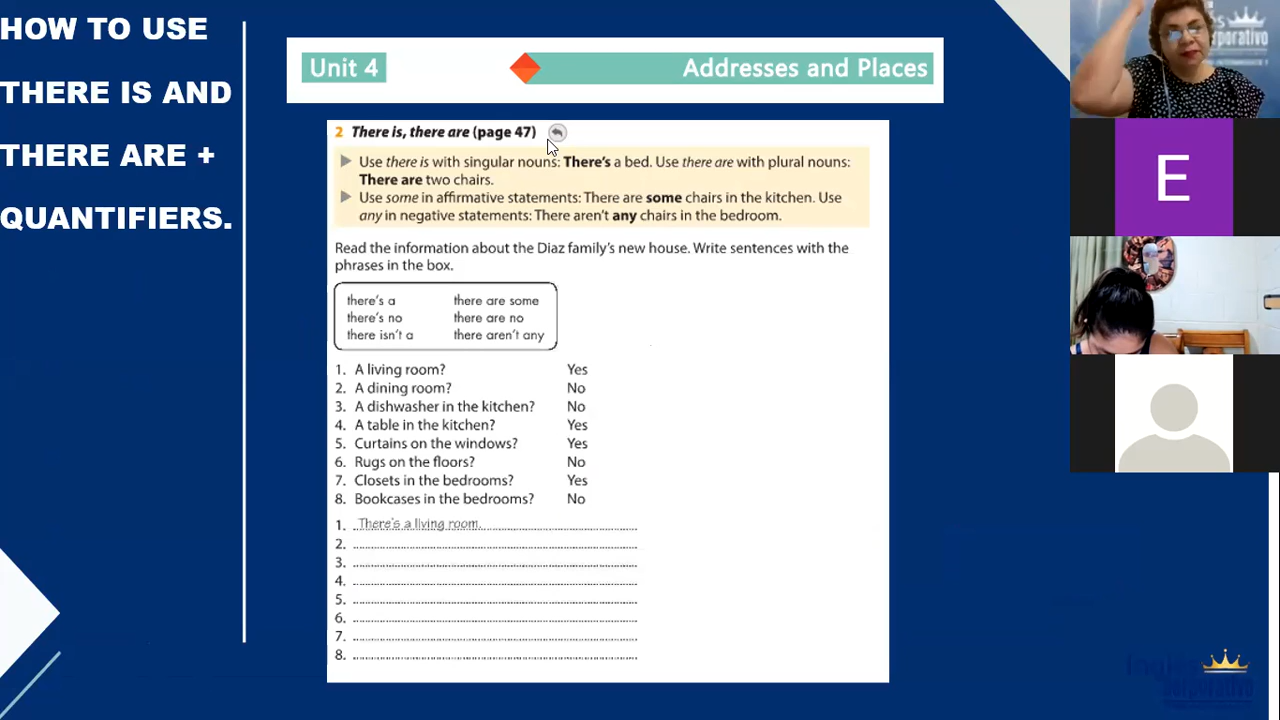 HOW TO USE
THERE IS AND
THERE ARE +
QUANTIFIERS.
Unit 4
Addresses and Places
2 There is, there are (page 47)
Use there is with singular nouns: There's a bed. Use there are with plural nouns:
There are two chairs.
Use some in affirmative statements: There are some chairs in the kitchen. Use
any in negative statements: There aren't any chairs in the bedroom.
Read the information about the Diaz family's new house. Write sentences with the
phrases in the box.
there's a there are some
there's no there are no
there isn't a there aren't any
1. A living room? Yes
2. A dining room? No
3. A dishwasher in the kitchen? No
4. A table in the kitchen? Yes
5. Curtains on the windows? Yes
6. Rugs on the floors? No
7. Closets in the bedrooms? Yes
8. Bookcases in the bedrooms? No
1. There's a living room.
2.
3.
4.
5.
6.
7.
8.
E
Inglés
Corporativo